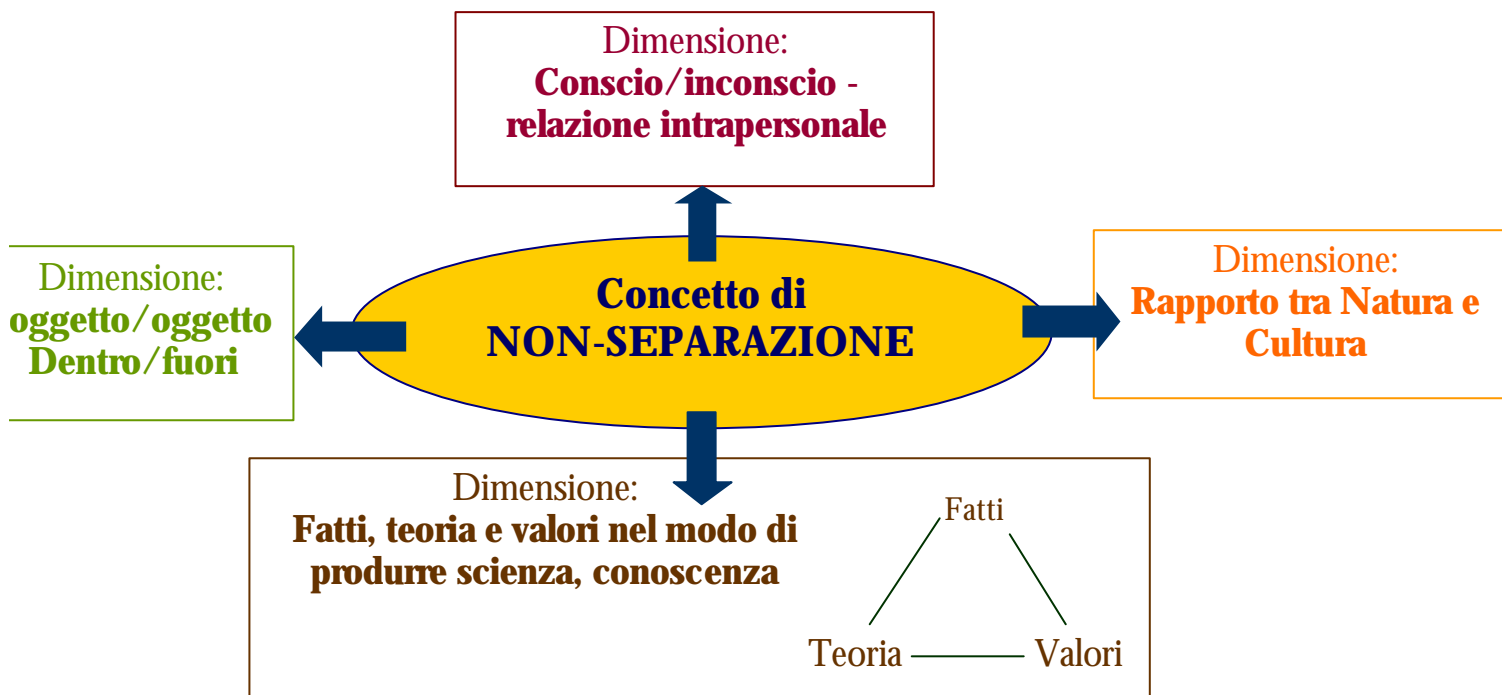 Dimensione:
Conscio/inconscio -
relazione intrapersonale
Dimensione:
oggetto/oggetto
Dentro/fuori
Concetto di
NON-SEPARAZIONE
Dimensione:
Rapporto tra Natura e
Cultura
Dimensione:
Fatti, teoria e valori nel modo di
produrre scienza, conoscenza
Fatti
Teoria
Valori